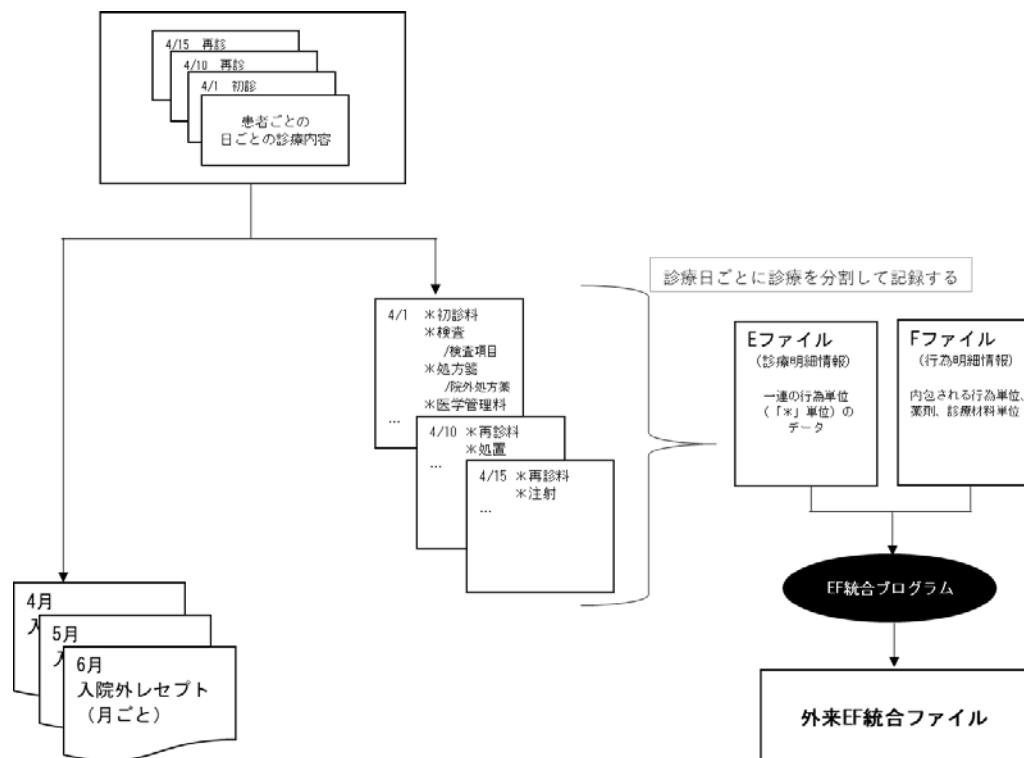 4/15 再診
4/10 再診
4/1 初診
患者ごとの
日ごとの診療内容
診療日ごとに診療を分割して記録する
4/1 *初診料
*検査
/検査項目
*処方箋
/院外処方薬
*医学管理料
…
4/10 *再診料
*処置
…
4/15 *再診料
*注射
…
Eファイル
(診療明細情報)
一連の行為単位
(「*」単位)の
データ
Fファイル
(行為明細情報)
内包される行為単位、
薬剤、診療材料単位
EF統合プログラム
外来EF統合ファイル
4月
入
5月
入
6月
入院外レセプト
(月ごと)